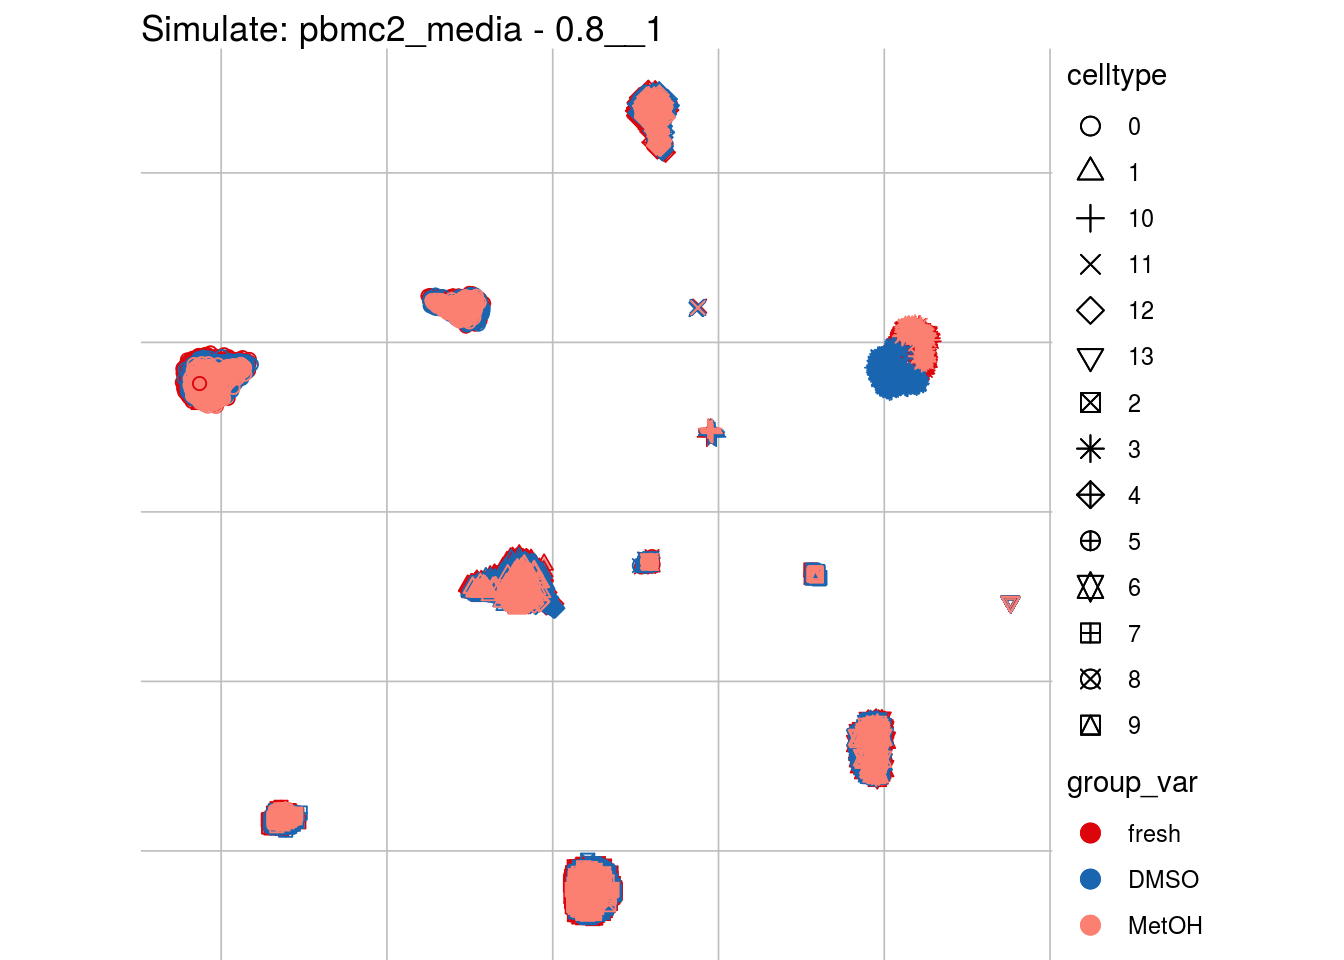 Simulate: pbmc2_media - 0.8__1
celltype
0
1
10
11
12
13
2
3
4
5
6
7
8
9
group_var
fresh
DMSO
MetOH